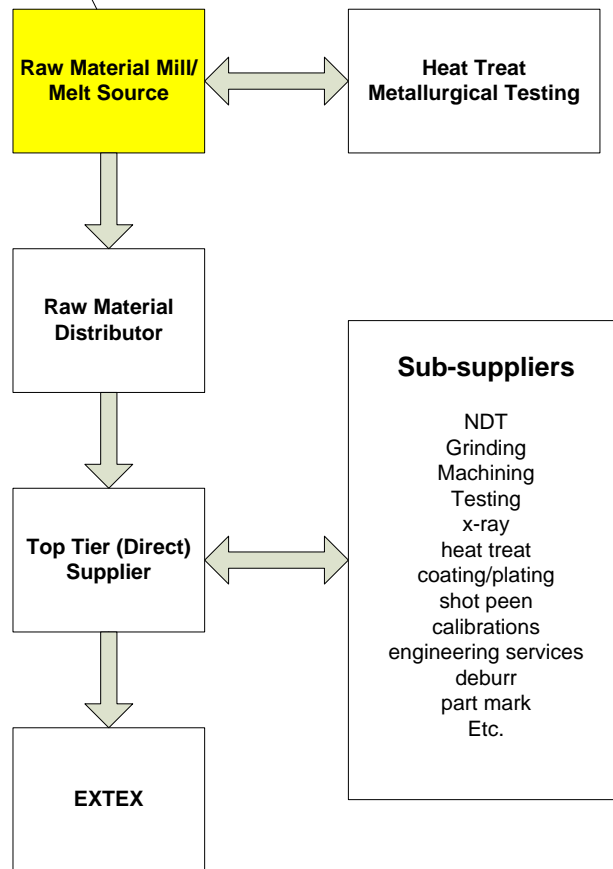 Raw Material Mill/
Melt Source
Heat Treat
Metallurgical Testing
Raw Material
Distributor
Sub-suppliers
NDT
Grinding
Machining
Testing
x-ray
heat treat
coating/plating
shot peen
calibrations
engineering services
deburr
part mark
Etc.
Top Tier (Direct)
Supplier
EXTEX